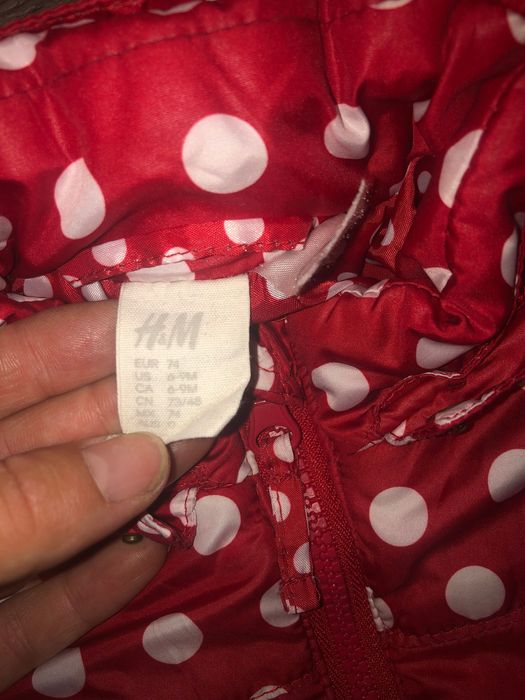 H&M
EUR 74
US 6-9M
CA 6-9M
CN 73/48
MX 74